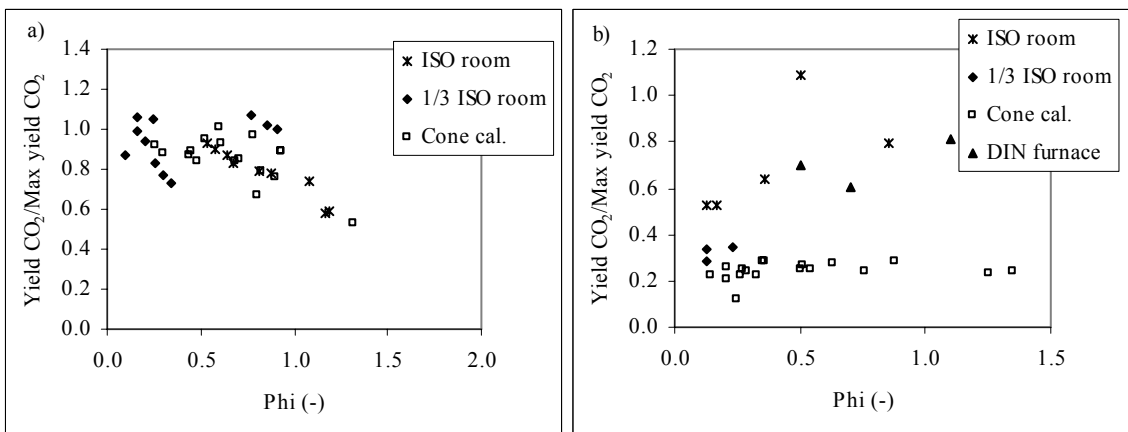 a)
Yield CO2/Max yield CO2
1.4
1.2
1.0
0.8
0.6
0.4
0.2
0.0
0.0 0.5 1.0 1.5 2.0
Phi (-)
ISO room
1/3 ISO room
Cone cal.
b)
Yield CO2/Max yield CO2
1.2
1.0
0.8
0.6
0.4
0.2
0.0
0.0 0.5 1.0 1.5
Phi (-)
ISO room
1/3 ISO room
Cone cal.
DIN furnace